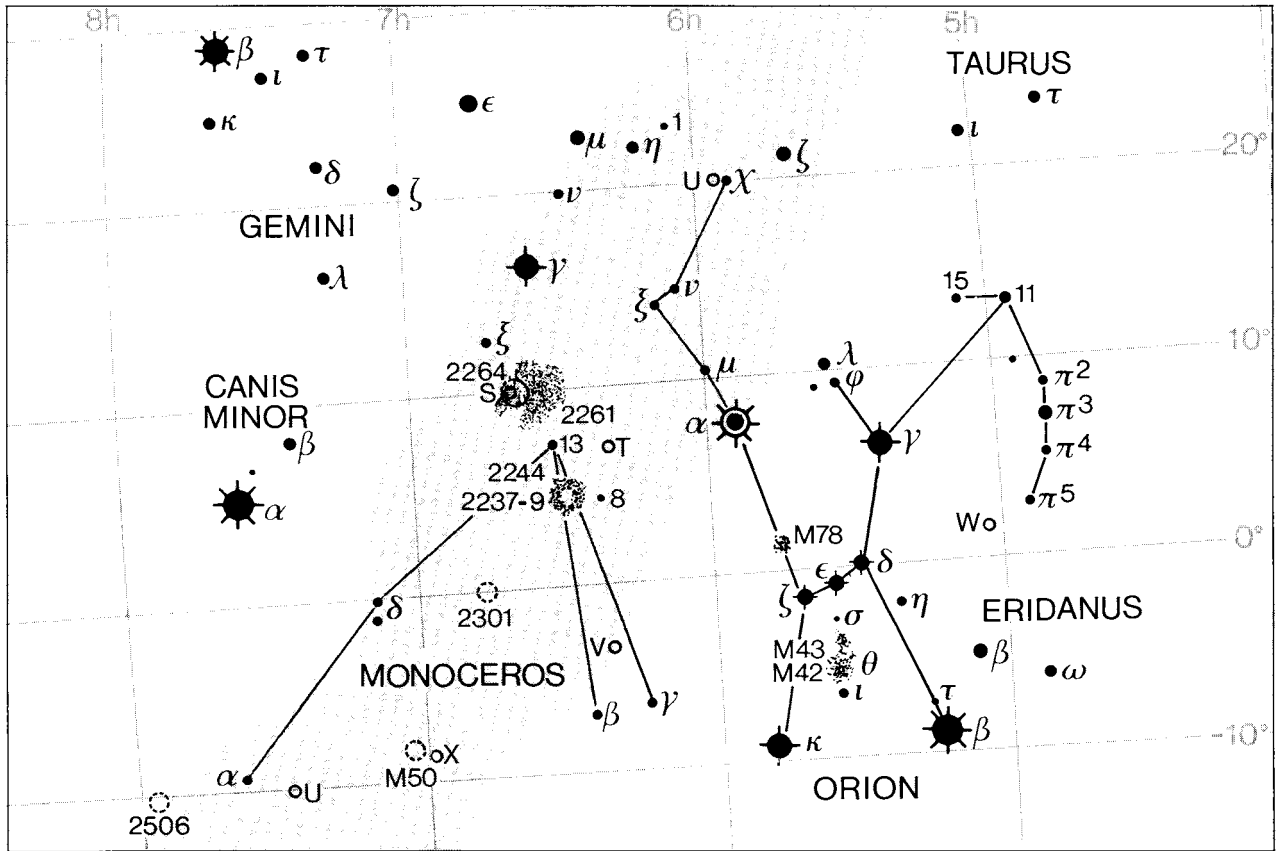 8h
7h
6h
5h
β
τ
ι
TAURUS
τ
κ
ε
1
ι
μ
η
ζ
20°
δ
ζ
ν
U
χ
GEMINI
γ
λ
ξ
ν
15
11
ξ
10°
2264
S
μ
λ
φ
π2
CANIS
MINOR
2261
α
π3
β
13
T
γ
π4
2244
2237-9
8
π5
α
W
M78
0°
ε
δ
δ
2301
ζ
η
ERIDANUS
σ
V
M43
MONOCEROS
M42
θ
β
ω
β
γ
ι
τ
κ
β
-10°
α
M50
X
U
ORION
2506